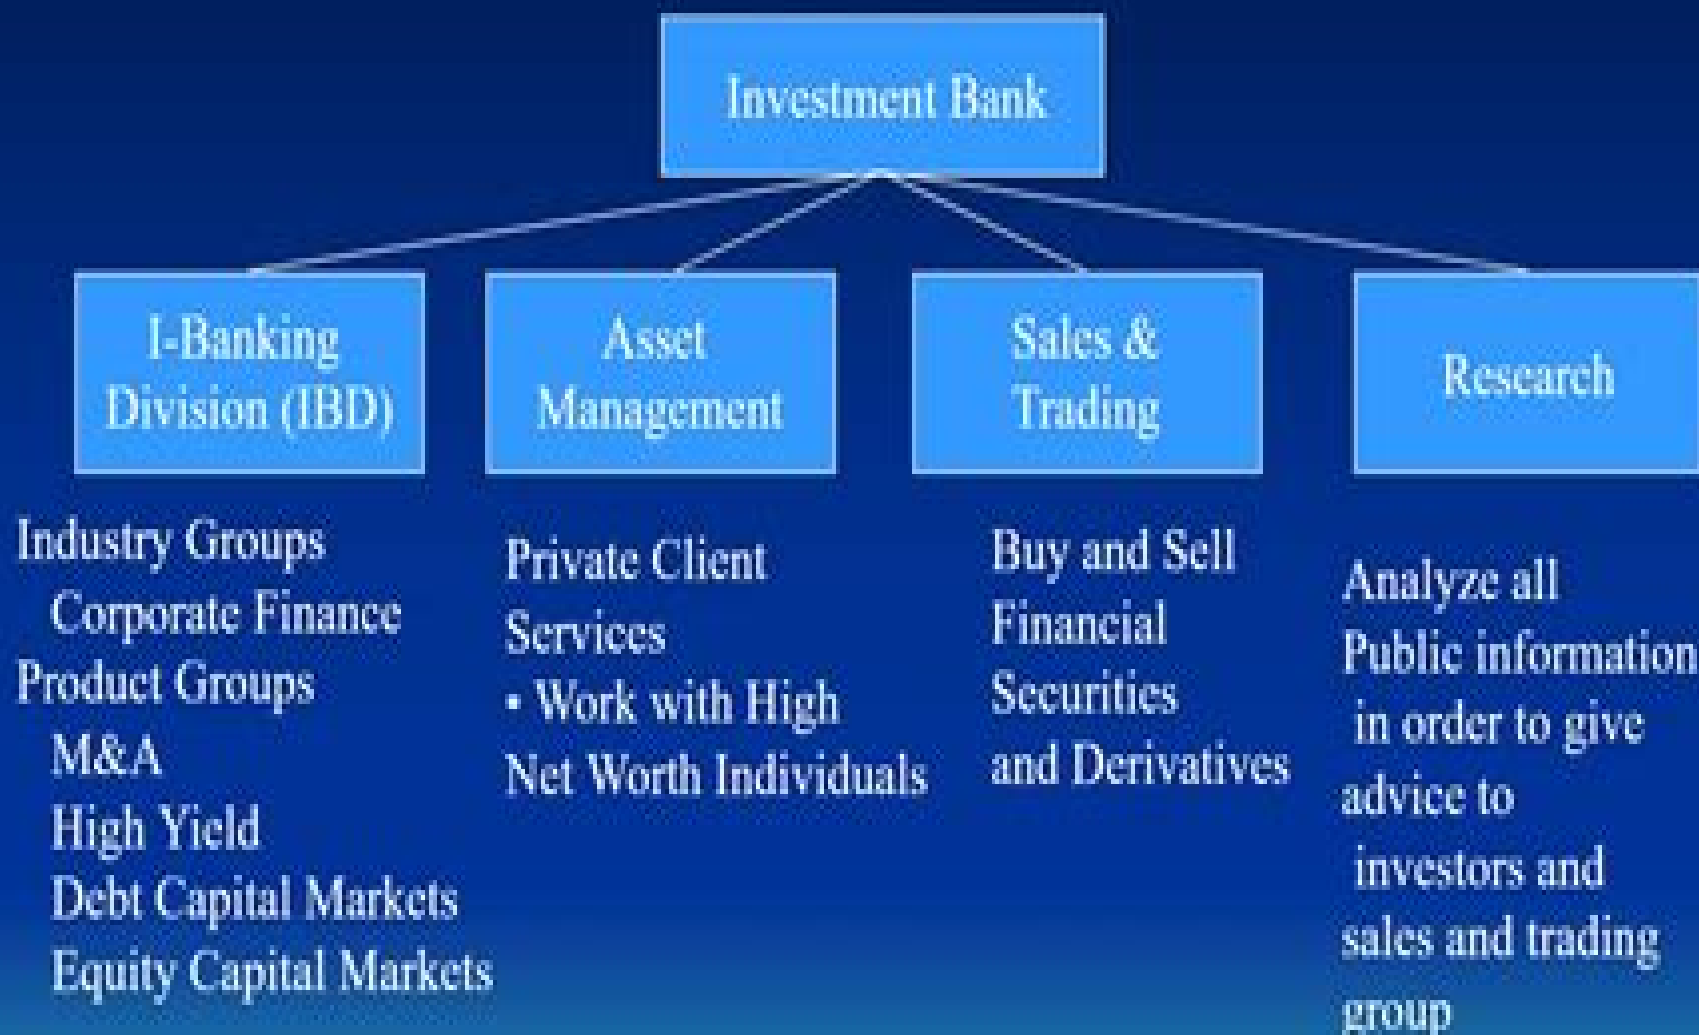 Investment Bank
I-Banking
Division (IBD)
Asset
Management
Sales &
Trading
Research
Industry Groups
Corporate Finance
Product Groups
M&A
High Yield
Debt Capital Markets
Equity Capital Markets
Private Client
Services
• Work with High
Net Worth Individuals
Buy and Sell
Financial
Securities
and Derivatives
Analyze all
Public information
in order to give
advice to
investors and
sales and trading
group